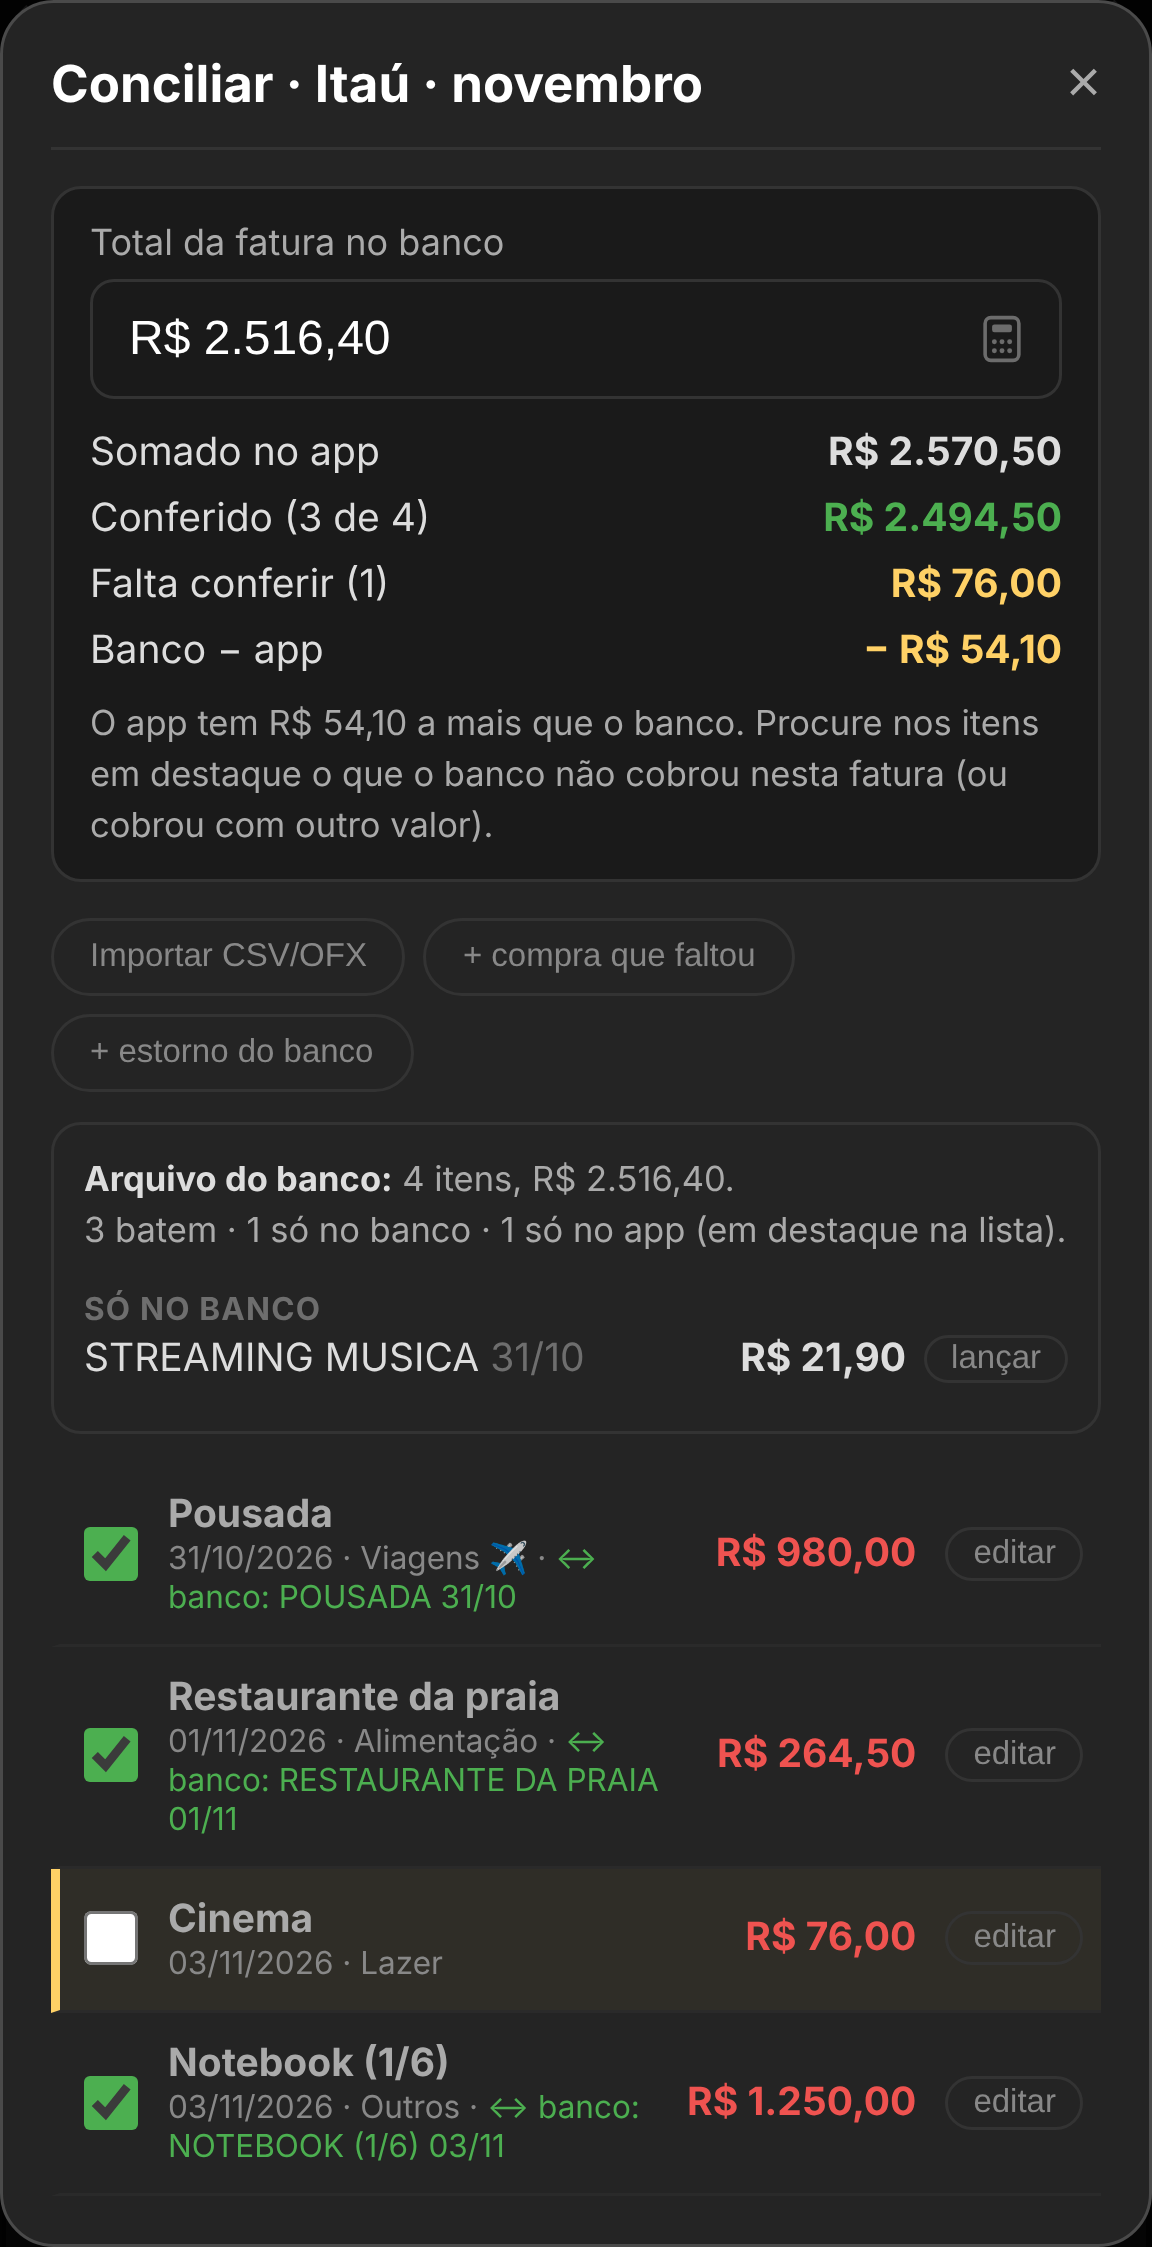 Conciliar · Itaú · novembro
×
Total da fatura no banco
R$ 2.516,40
Somado no app R$ 2.570,50
Conferido (3 de 4) R$ 2.494,50
Falta conferir (1) R$ 76,00
Banco − app − R$ 54,10
O app tem R$ 54,10 a mais que o banco. Procure nos itens
em destaque o que o banco não cobrou nesta fatura (ou
cobrou com outro valor).
Importar CSV/OFX + compra que faltou
+ estorno do banco
Arquivo do banco: 4 itens, R$ 2.516,40.
3 batem · 1 só no banco · 1 só no app (em destaque na lista).
SÓ NO BANCO
STREAMING MUSICA 31/10 R$ 21,90 lançar
Pousada
31/10/2026 · Viagens ✈️ · ↔
banco: POUSADA 31/10
R$ 980,00 editar
Restaurante da praia
01/11/2026 · Alimentação · ↔
banco: RESTAURANTE DA PRAIA
01/11
R$ 264,50 editar
Cinema
03/11/2026 · Lazer
R$ 76,00 editar
Notebook (1/6)
03/11/2026 · Outros · ↔ banco:
NOTEBOOK (1/6) 03/11
R$ 1.250,00 editar